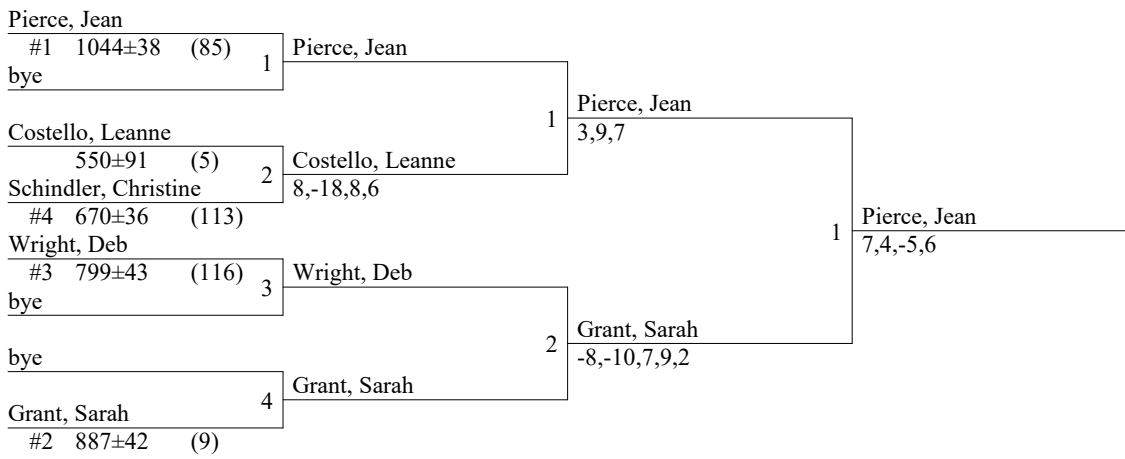 Pierce, Jean
#1 1044±38 (85)
bye
1
Pierce, Jean
Costello, Leanne
550±91 (5)
Schindler, Christine
#4 670±36 (113)
2
Costello, Leanne
8,-18,8,6
1
Pierce, Jean
3,9,7
Wright, Deb
#3 799±43 (116)
bye
3
Wright, Deb
bye
Grant, Sarah
#2 887±42 (9)
4
Grant, Sarah
2
Grant, Sarah
-8,-10,7,9,2
1
Pierce, Jean
7,4,-5,6